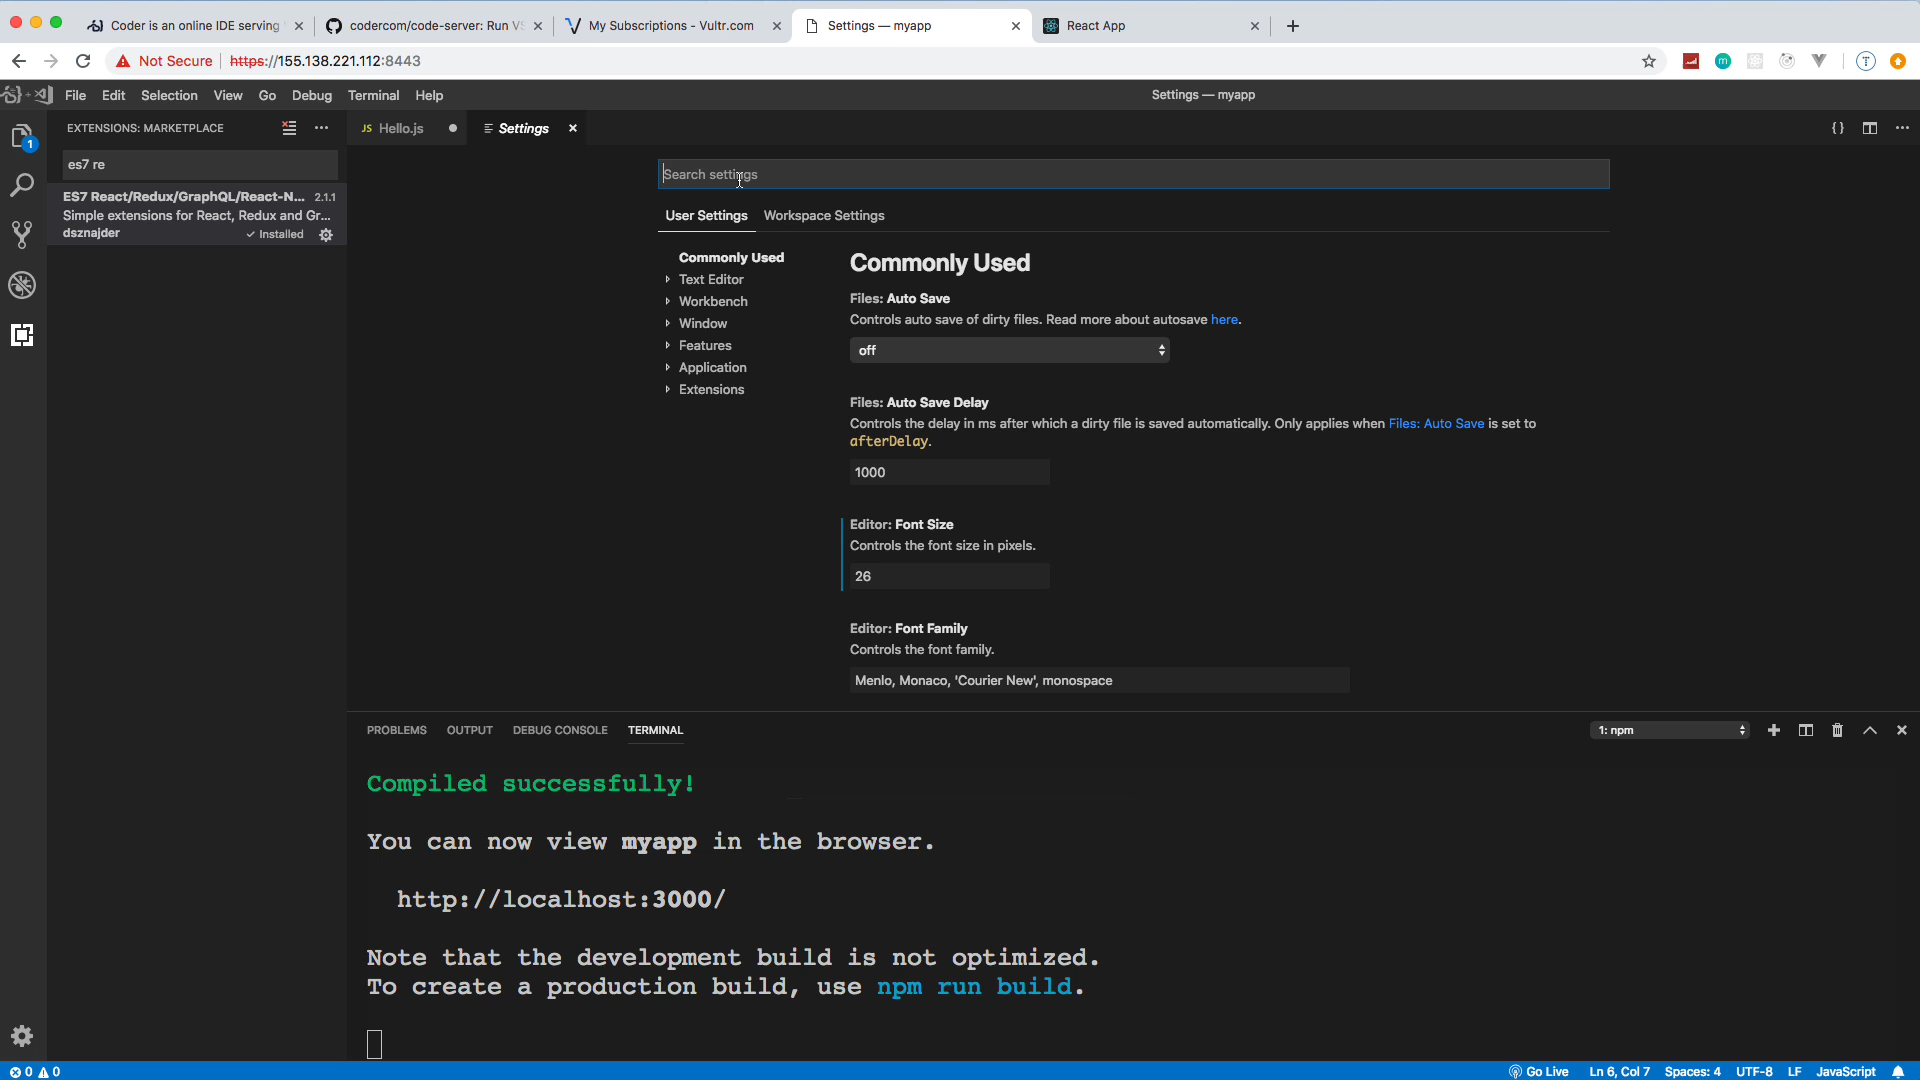 Coder is an online IDE serving
codercom/code-server: Run VS
My Subscriptions - Vultr.com
Settings — myapp
React App
Not Secure https://155.138.221.112:8443
File Edit Selection View Go Debug Terminal Help
Settings — myapp
EXTENSIONS: MARKETPLACE
JS Hello.js
Settings
es7 re
ES7 React/Redux/GraphQL/React-N... 2.1.1
Simple extensions for React, Redux and Gr...
dsznajder
Installed
1
Search settings
User Settings Workspace Settings
Commonly Used
Text Editor
Workbench
Window
Features
Application
Extensions
Commonly Used
Files: Auto Save
Controls auto save of dirty files. Read more about autosave here.
off
Files: Auto Save Delay
Controls the delay in ms after which a dirty file is saved automatically. Only applies when Files: Auto Save is set to
afterDelay.
1000
Editor: Font Size
Controls the font size in pixels.
26
Editor: Font Family
Controls the font family.
Menlo, Monaco, 'Courier New', monospace
PROBLEMS OUTPUT DEBUG CONSOLE TERMINAL
1: npm
Compiled successfully!
You can now view myapp in the browser.
http://localhost:3000/
Note that the development build is not optimized.
To create a production build, use npm run build.
0 0
Go Live Ln 6, Col 7 Spaces: 4 UTF-8 LF JavaScript